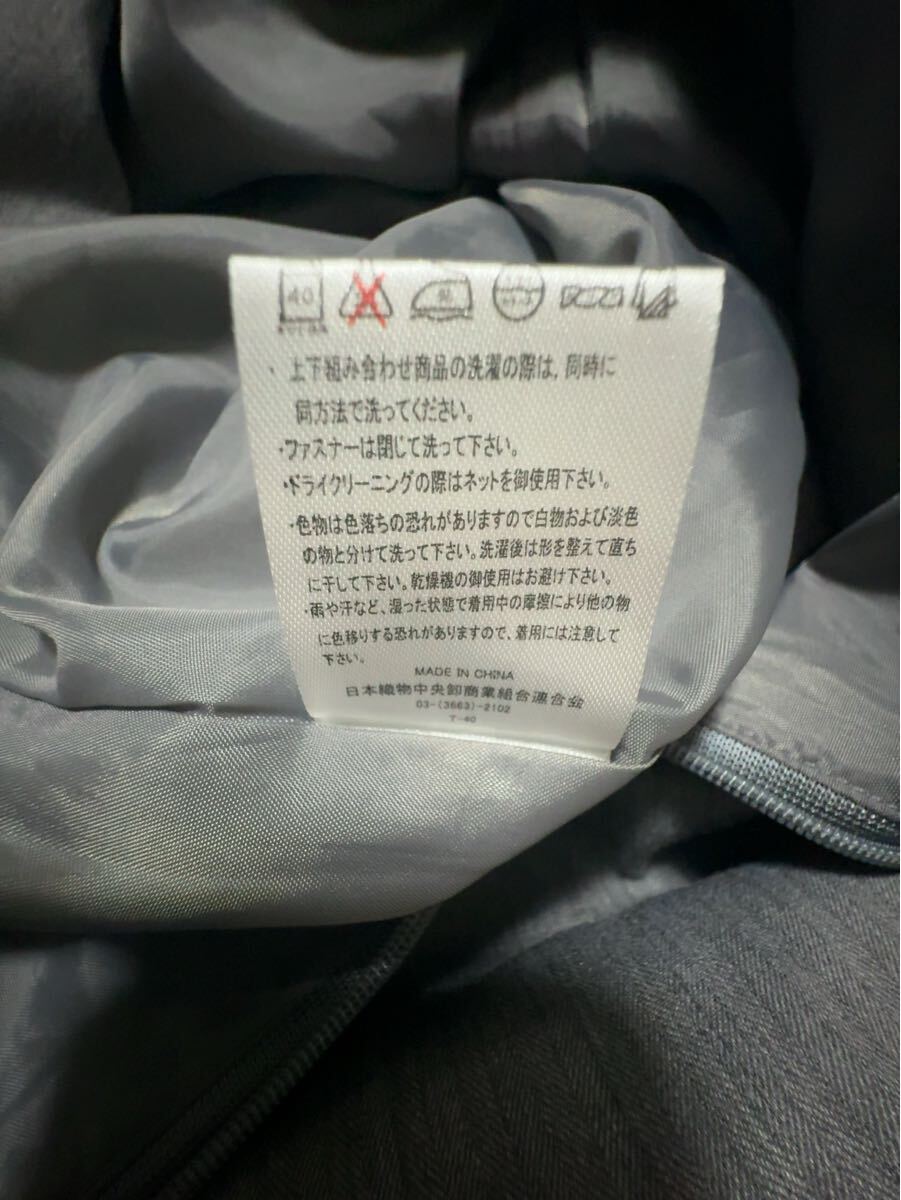 40
・上下組み合わせ商品の洗濯の際は、同時に
同方法で洗ってください。
・ファスナーは閉じて洗って下さい。
・ドライクリーニングの際はネットを御使用下さい。
・色物は色落ちの恐れがありますので白物および淡色
の物と分けて洗って下さい。洗濯後は形を整えて直ち
に干して下さい。乾燥機の御使用はお避け下さい。
・雨や汗など、湿った状態で着用中の摩擦により他の物
に色移りする恐れがありますので、着用には注意して
下さい。
MADE IN CHINA
日本織物中央卸商業組合連合会
03-(3663)-2102
T-40